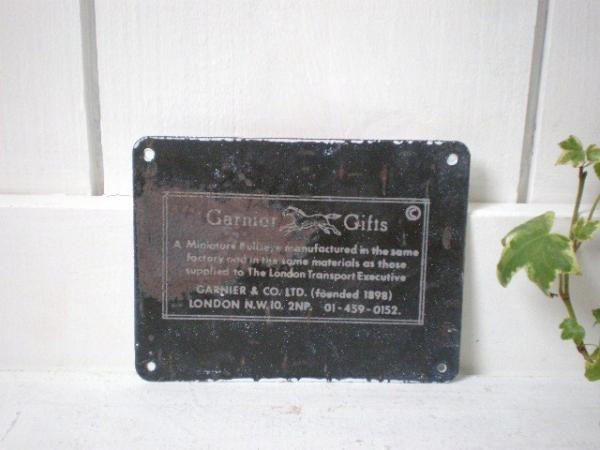 Garnier Gifts ©
A Miniature Bullseye manufactured in the same
factory and in the same materials as those
supplied to The London Transport Executive
GARNIER & CO. LTD. (founded 1898)
LONDON N.W.10. 2NP. 01-459-0152.